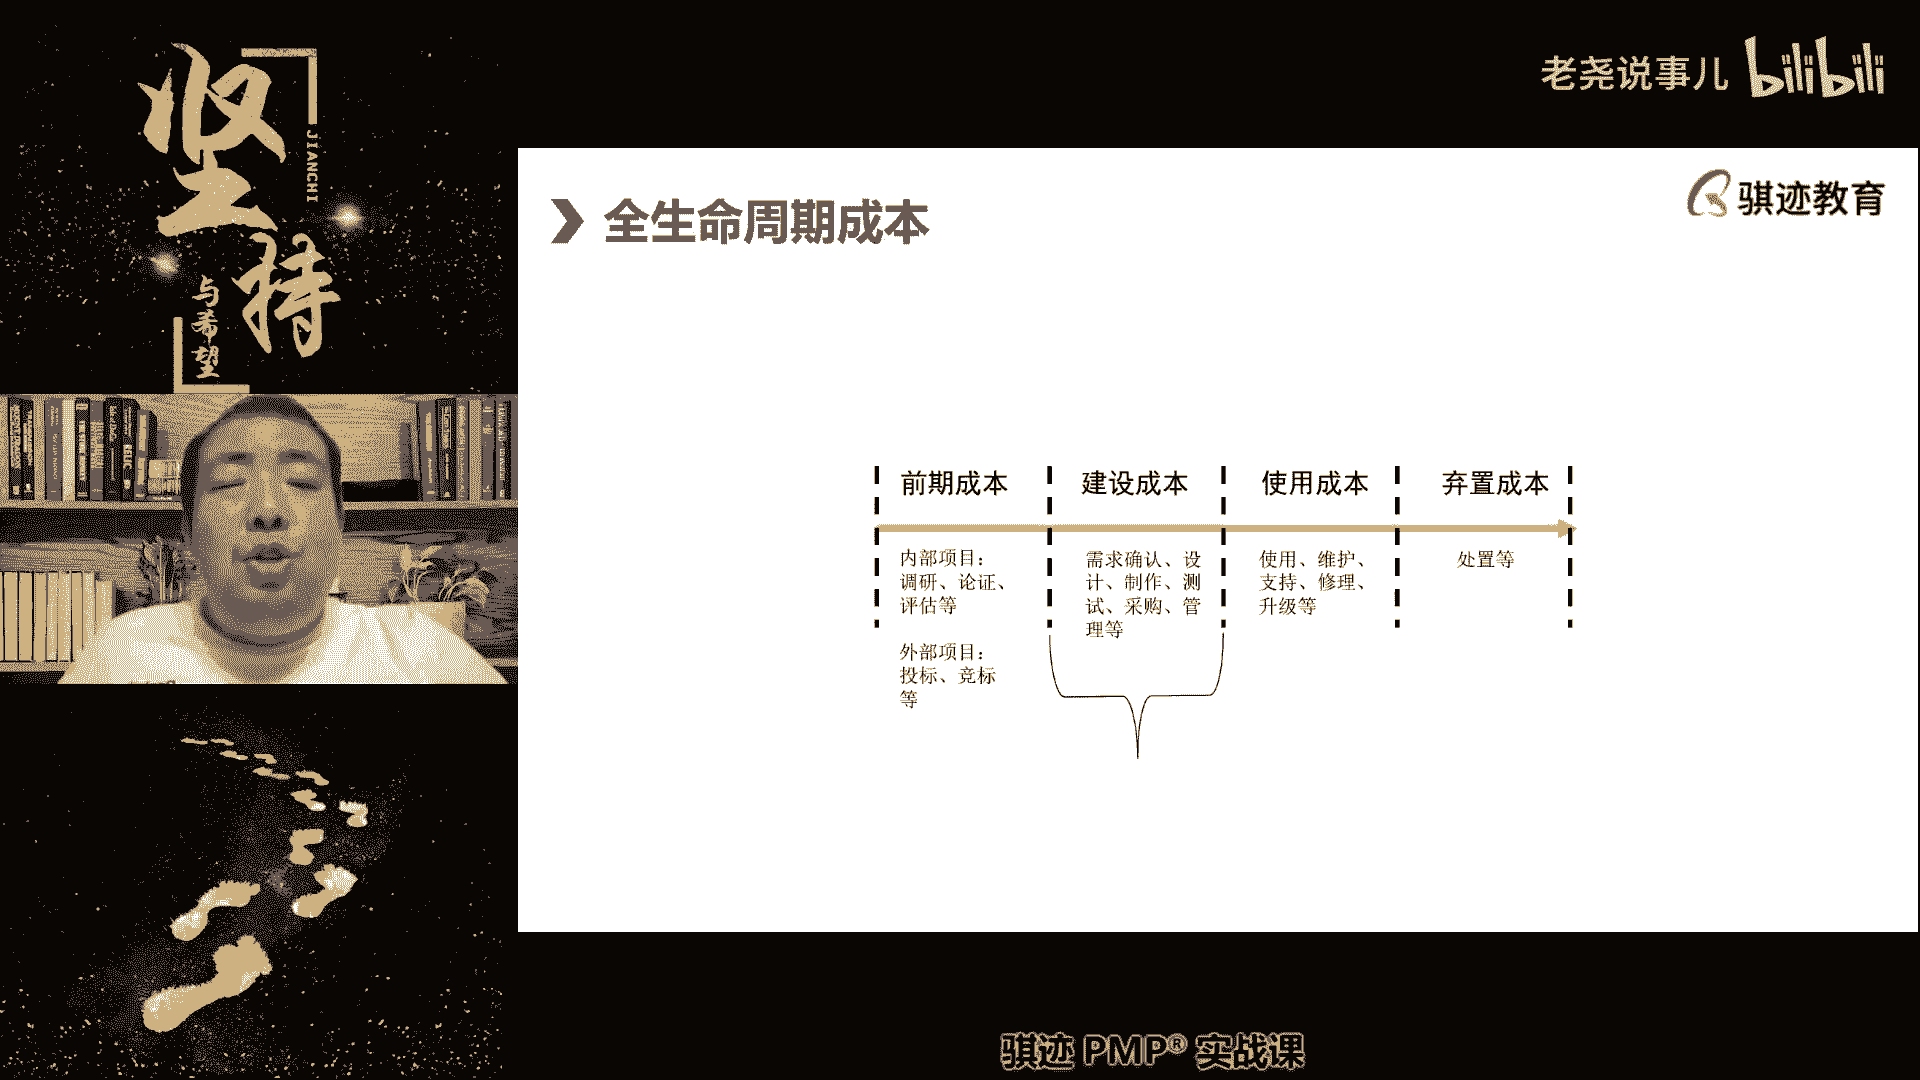 坚持
JIANCHI
与希望
老尧说事儿 bilibili
骐迹教育
全生命周期成本
前期成本
内部项目：
调研、论证、
评估等
外部项目：
投标、竞标
等
建设成本
需求确认、设
计、制作、测
试、采购、管
理等
使用成本
使用、维护、
支持、修理、
升级等
弃置成本
处置等
骐迹 PMP® 实战课